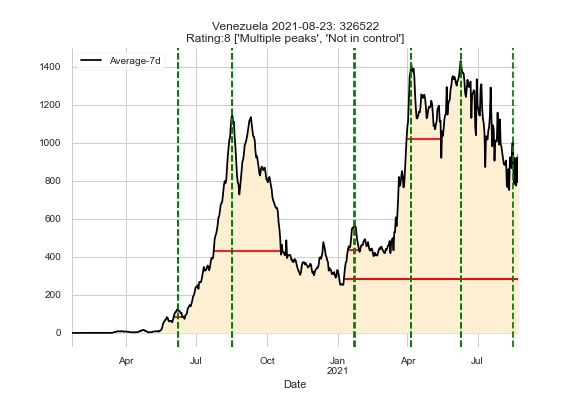 Venezuela 2021-08-23: 326522
Rating:8 ['Multiple peaks', 'Not in control']
Average-7d
1400
1200
1000
800
600
400
200
0
Apr Jul Oct Jan Apr Jul
2021
Date